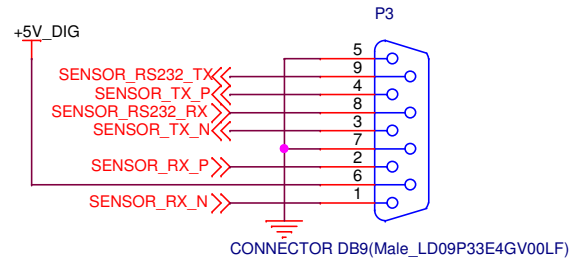 P3
+5V_DIG
5
SENSOR_RS232_TX 9
SENSOR_TX_P 4
SENSOR_RS232_RX 8
SENSOR_TX_N 3
7
SENSOR_RX_P 2
6
SENSOR_RX_N 1
CONNECTOR DB9(Male_LD09P33E4GV00LF)